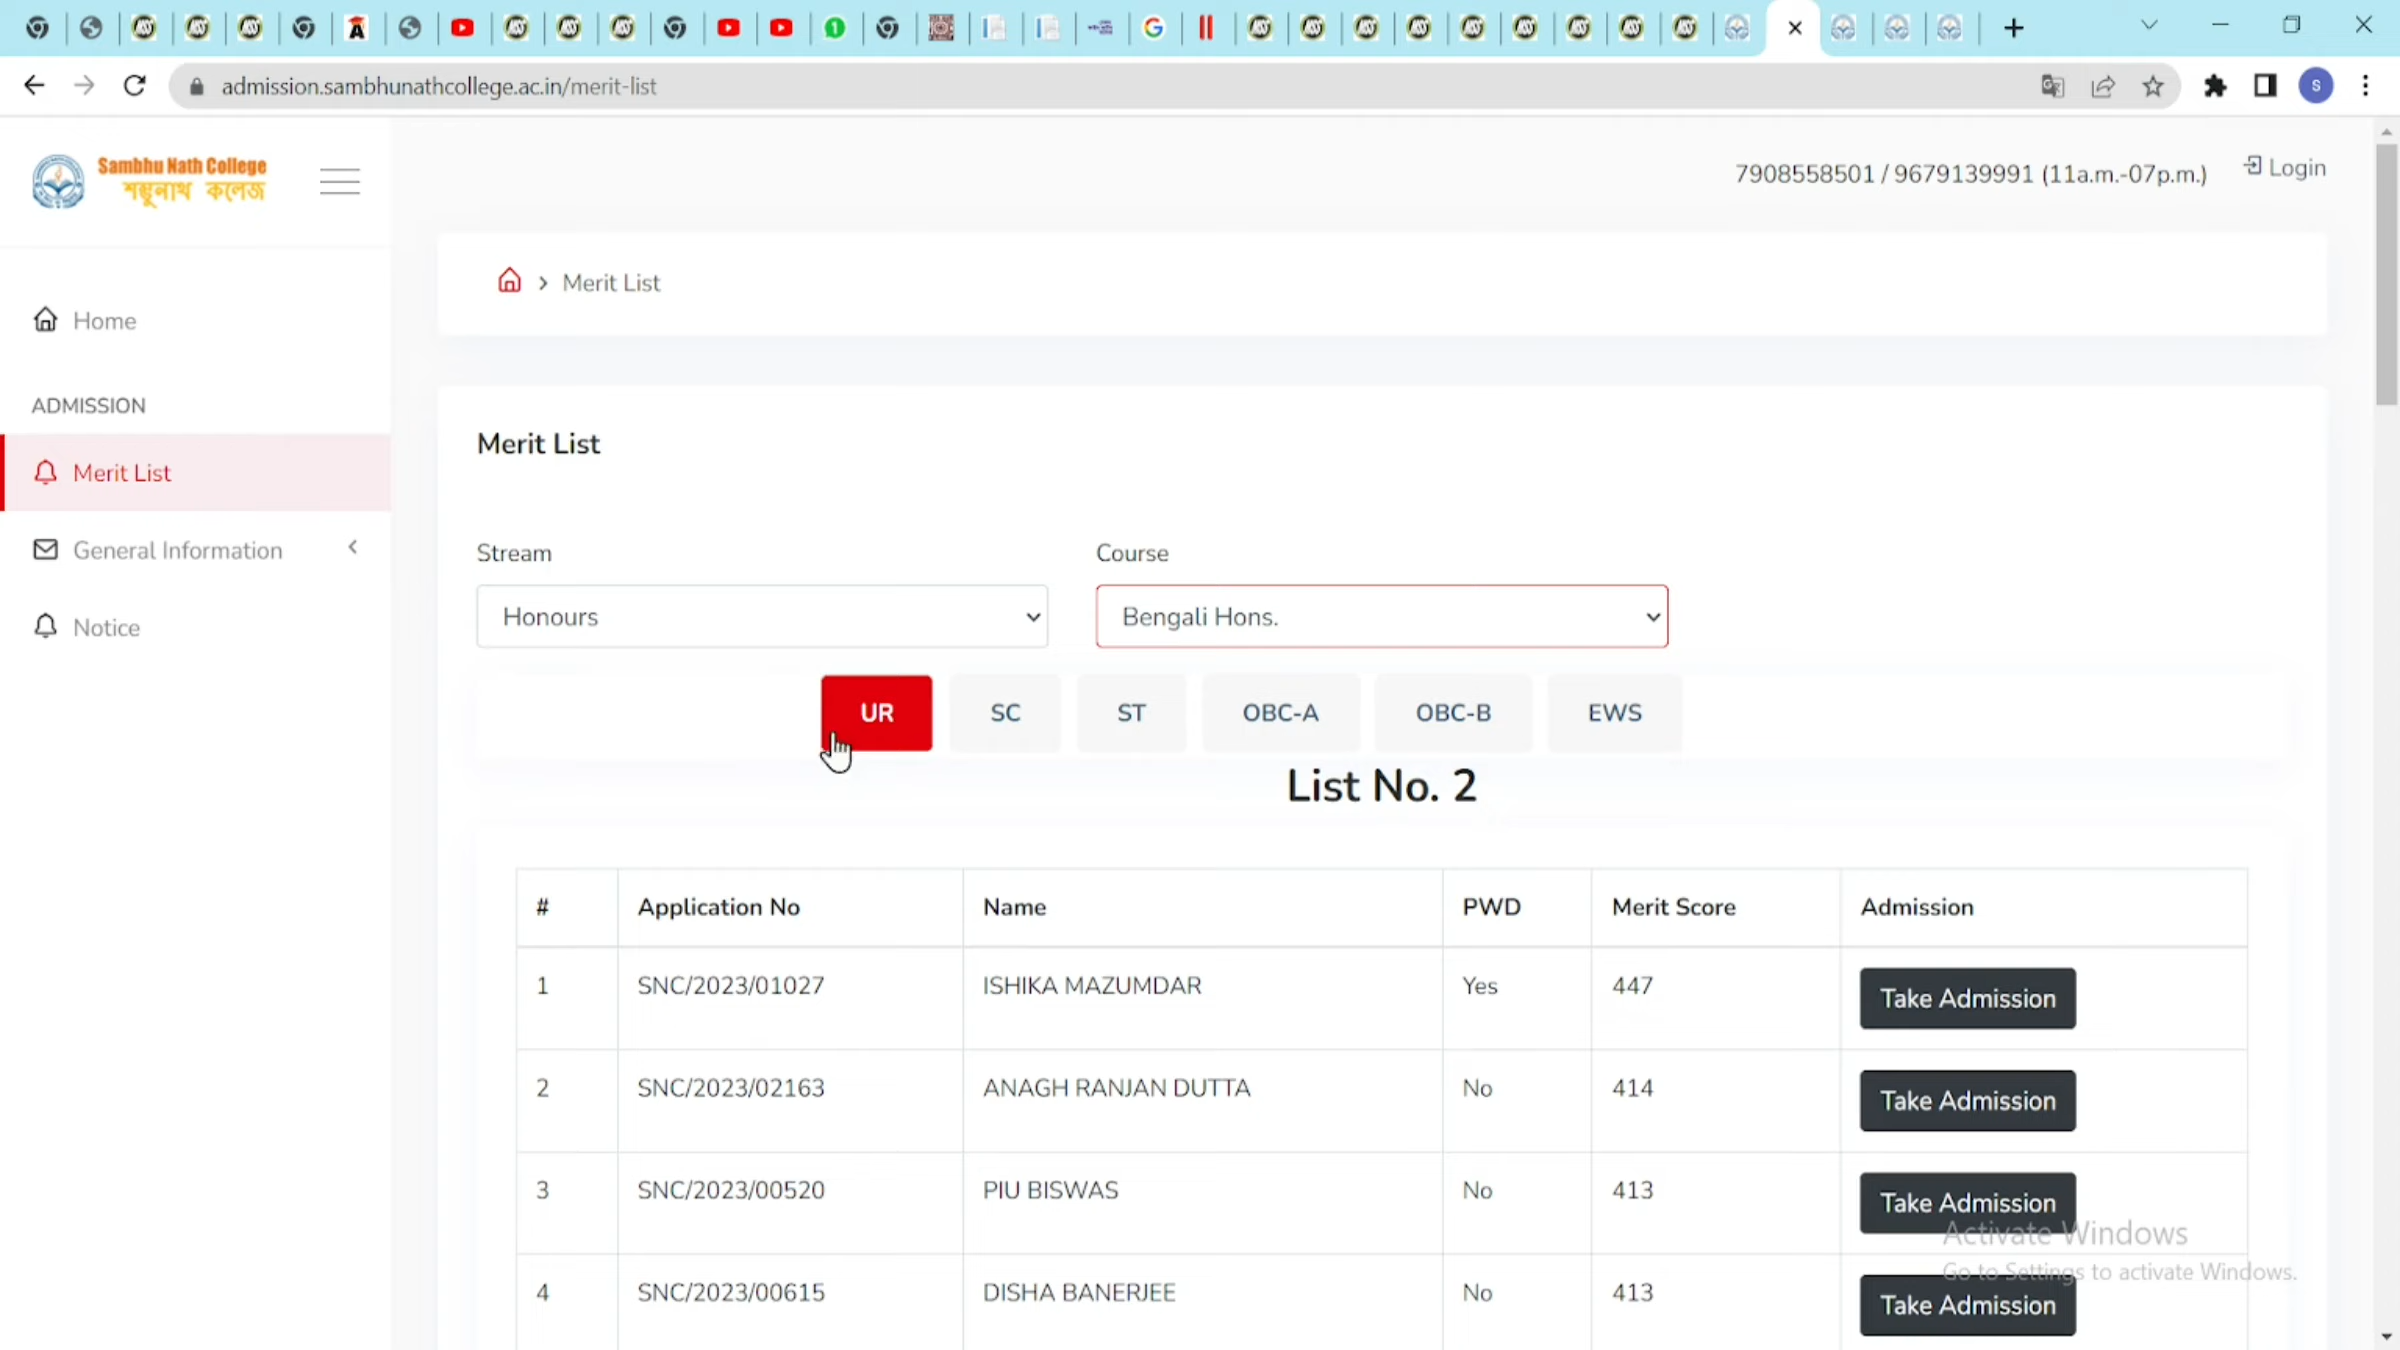 admission.sambhunathcollege.ac.in/merit-list
S
Sambhu Nath College
শম্ভুনাথ কলেজ
7908558501 / 9679139991 (11a.m.-07p.m.)
Login
Merit List
Home
ADMISSION
Merit List
General Information
Notice
Merit List
Stream
Course
Honours
Bengali Hons.
UR SC ST OBC-A OBC-B EWS
List No. 2
# Application No Name PWD Merit Score Admission
1 SNC/2023/01027 ISHIKA MAZUMDAR Yes 447 Take Admission
2 SNC/2023/02163 ANAGH RANJAN DUTTA No 414 Take Admission
3 SNC/2023/00520 PIU BISWAS No 413 Take Admission
4 SNC/2023/00615 DISHA BANERJEE No 413 Take Admission
Activate Windows
Go to Settings to activate Windows.